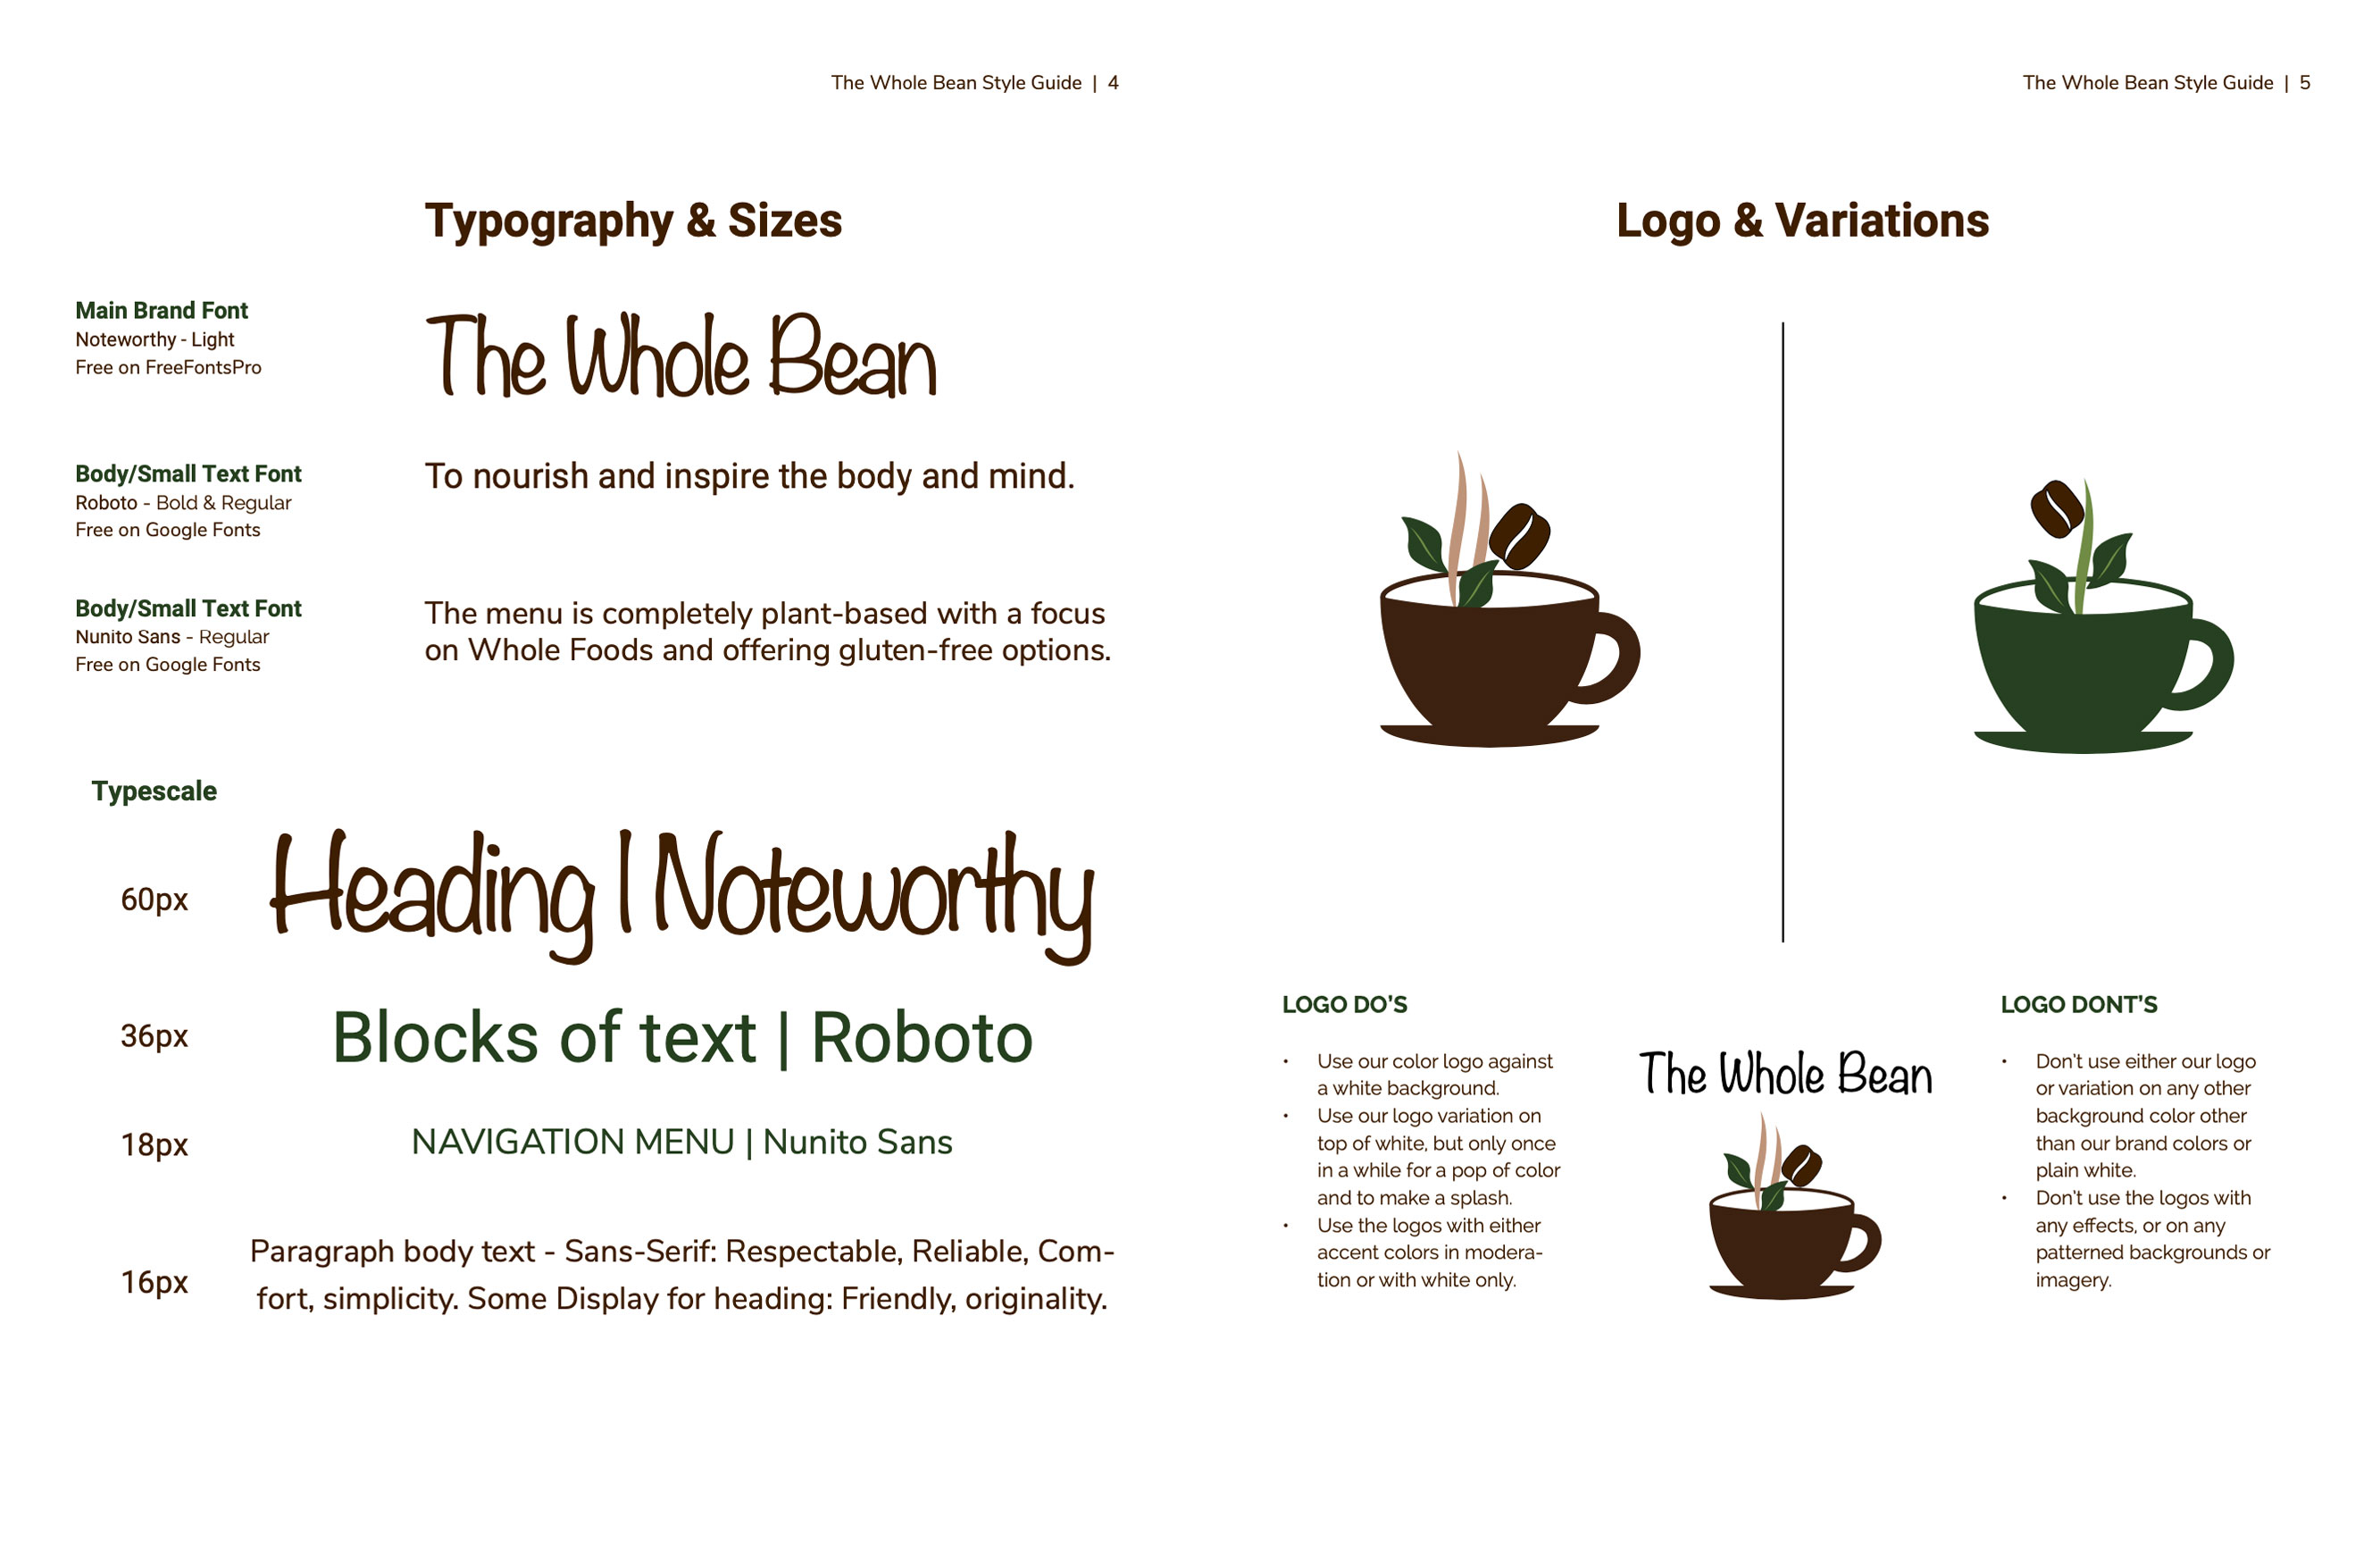 The Whole Bean Style Guide | 4
Typography & Sizes
Main Brand Font
Noteworthy - Light
Free on FreeFontsPro
The Whole Bean
Body/Small Text Font
Roboto - Bold & Regular
Free on Google Fonts
To nourish and inspire the body and mind.
Body/Small Text Font
Nunito Sans - Regular
Free on Google Fonts
The menu is completely plant-based with a focus
on Whole Foods and offering gluten-free options.
Typescale
60px
Heading | Noteworthy
36px
Blocks of text | Roboto
18px
NAVIGATION MENU | Nunito Sans
16px
Paragraph body text - Sans-Serif: Respectable, Reliable, Com-
fort, simplicity. Some Display for heading: Friendly, originality.
The Whole Bean Style Guide | 5
Logo & Variations
LOGO DO'S
• Use our color logo against
a white background.
• Use our logo variation on
top of white, but only once
in a while for a pop of color
and to make a splash.
• Use the logos with either
accent colors in modera-
tion or with white only.
The Whole Bean
LOGO DONT'S
• Don't use either our logo
or variation on any other
background color other
than our brand colors or
plain white.
• Don't use the logos with
any effects, or on any
patterned backgrounds or
imagery.